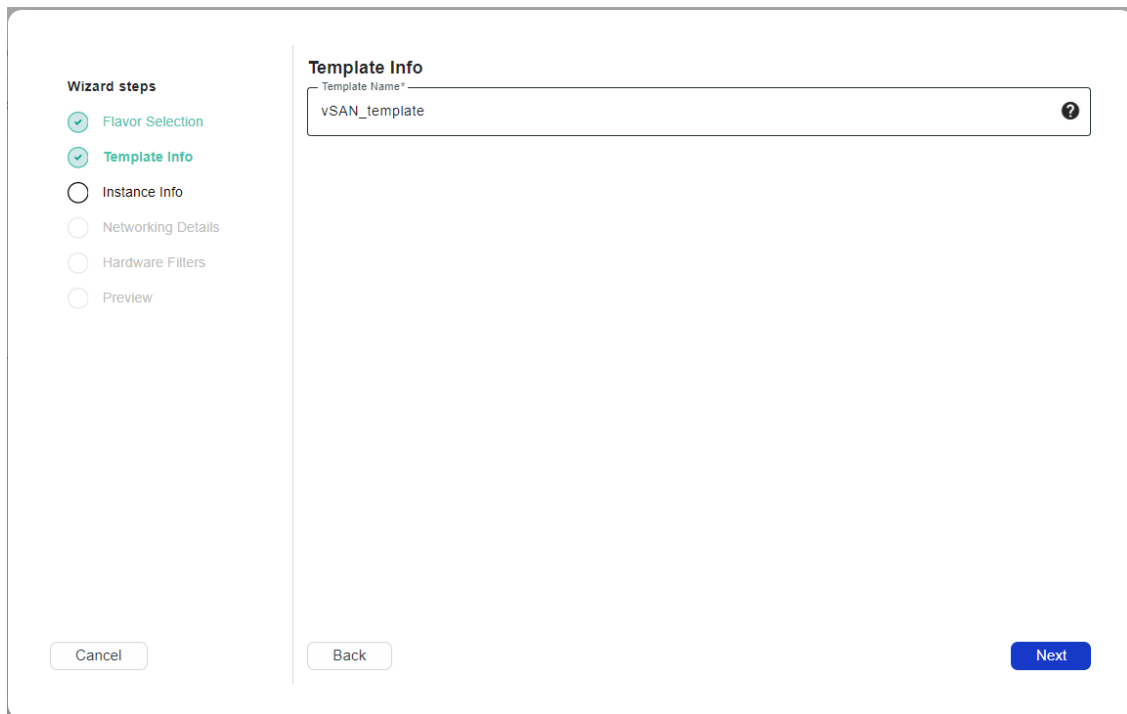 Wizard steps
Flavor Selection
Template Info
Instance Info
Networking Details
Hardware Filters
Preview
Cancel
Template Info
Template Name*
vSAN_template
?
Back
Next